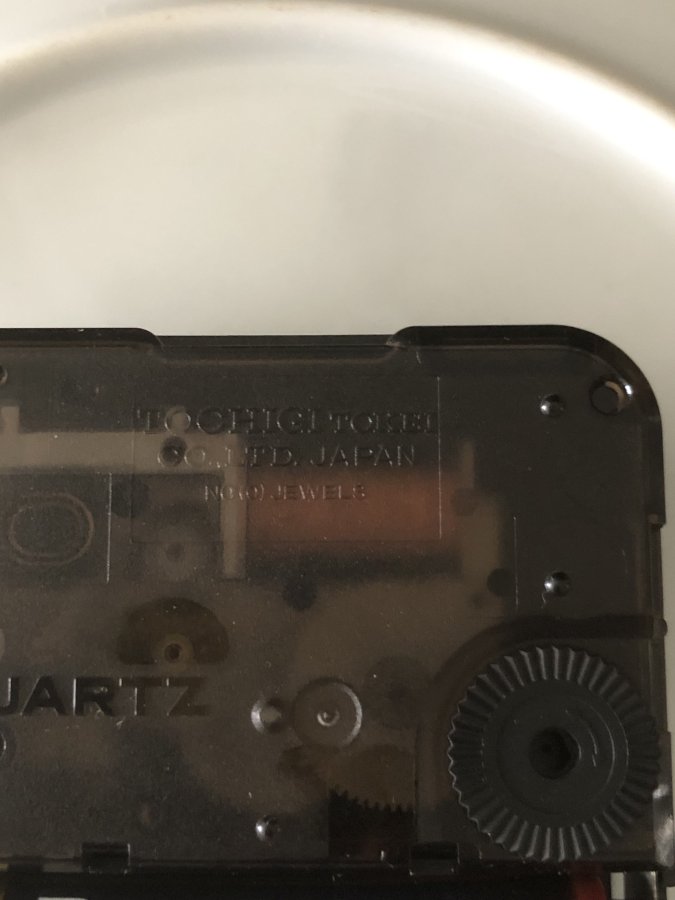 TOCHIGI TOKEI
CO.,LTD. JAPAN
NO(0) JEWELS
UARTZ